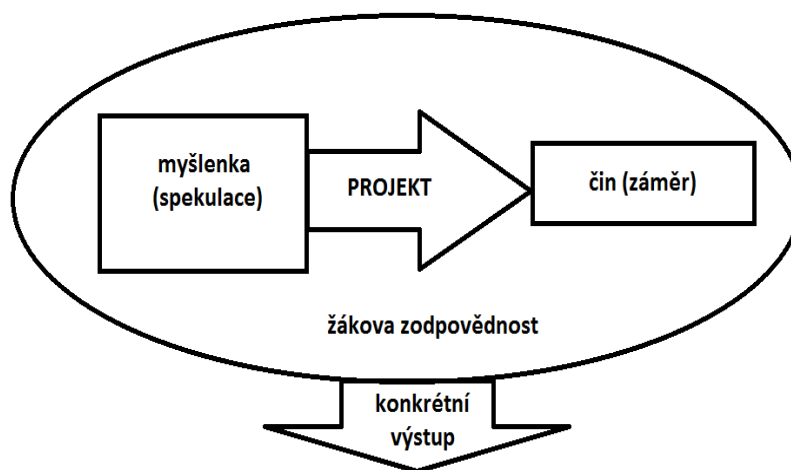 myšlenka
(spekulace)
PROJEKT
čin (záměr)
žákova zodpovědnost
konkrétní
výstup